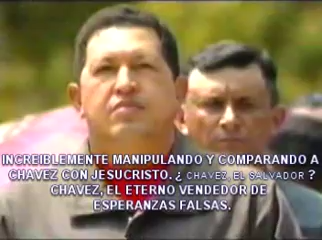 INCREIBLEMENTE MANIPULANDO Y COMPARANDO A
CHAVEZ CON JESUCRISTO. ¿ CHAVEZ EL SALVADOR ?
CHAVEZ, EL ETERNO VENDEDOR DE
ESPERANZAS FALSAS.